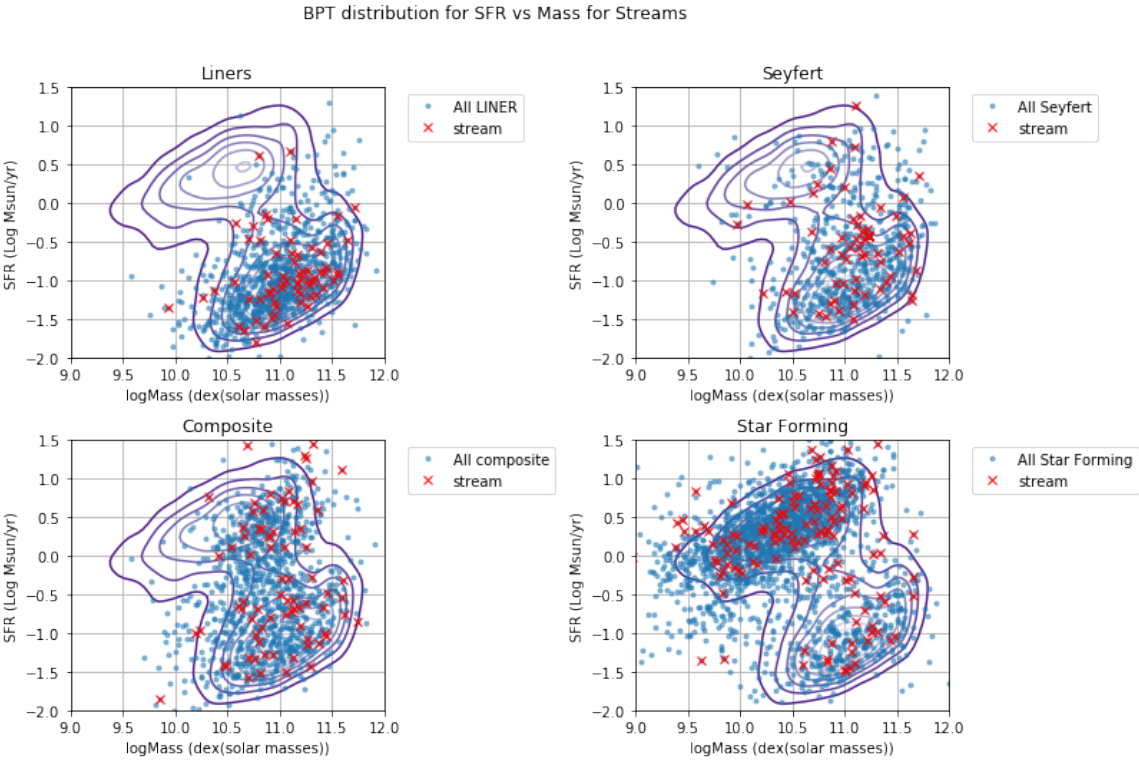 BPT distribution for SFR vs Mass for Streams
Liners
1.5
1.0
0.5
0.0
−0.5
−1.0
−1.5
−2.0
SFR (Log Msun/yr)
9.0 9.5 10.0 10.5 11.0 11.5 12.0
logMass (dex(solar masses))
All LINER
stream
Seyfert
1.5
1.0
0.5
0.0
−0.5
−1.0
−1.5
−2.0
SFR (Log Msun/yr)
9.0 9.5 10.0 10.5 11.0 11.5 12.0
logMass (dex(solar masses))
All Seyfert
stream
Composite
1.5
1.0
0.5
0.0
−0.5
−1.0
−1.5
−2.0
SFR (Log Msun/yr)
9.0 9.5 10.0 10.5 11.0 11.5 12.0
logMass (dex(solar masses))
All composite
stream
Star Forming
1.5
1.0
0.5
0.0
−0.5
−1.0
−1.5
−2.0
SFR (Log Msun/yr)
9.0 9.5 10.0 10.5 11.0 11.5 12.0
logMass (dex(solar masses))
All Star Forming
stream